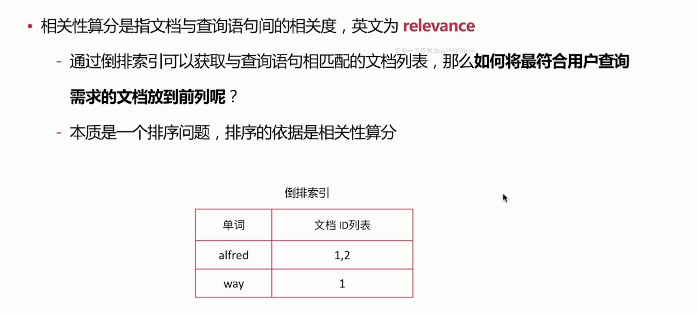 相关性算分是指文档与查询语句间的相关度，英文为 relevance
- 通过倒排索引可以获取与查询语句相匹配的文档列表，那么如何将最符合用户查询
需求的文档放到前列呢？
- 本质是一个排序问题，排序的依据是相关性算分
倒排索引
单词 文档 ID列表
alfred 1,2
way 1